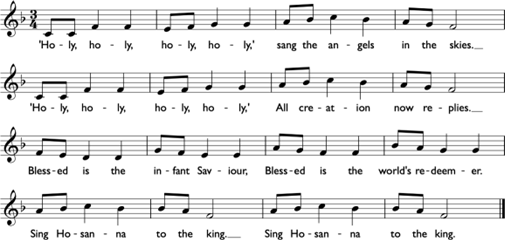 3 4
'Ho - ly, ho - ly, ho - ly, ho - ly,' sang the an - gels in the skies.__
'Ho - ly, ho - ly, ho - ly, ho - ly,' All cre - at - ion now re - plies.__
Bless - ed is the in - fant Sav - iour, Bless - ed is the world's re - deem - er.
Sing Ho - san - na to the king.__ Sing Ho - san - na to the king.